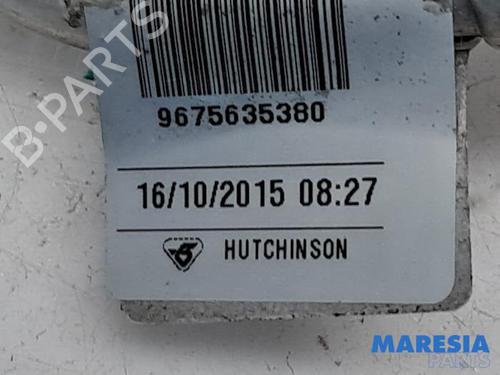 B-PARTS
9675635380
16/10/2015 08:27
HUTCHINSON
MARESIA
PARTS